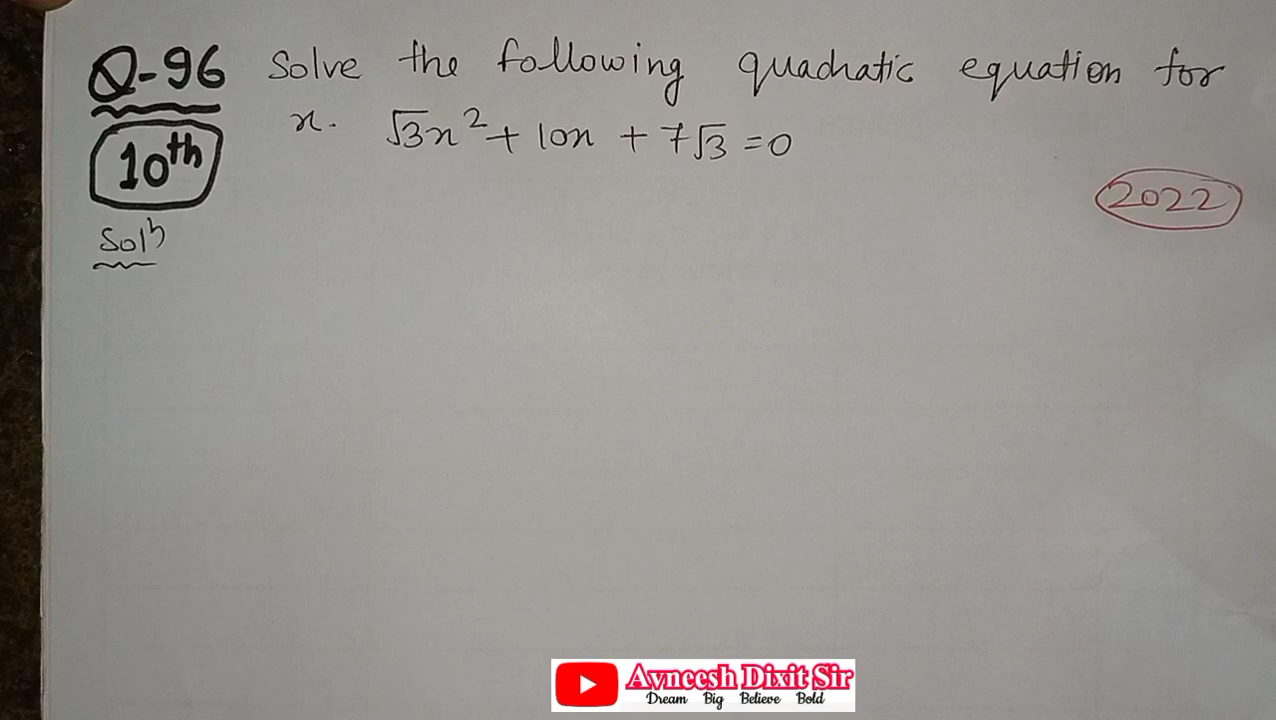 Q-96 Solve the following quadratic equation for
x. √3x² + 10x + 7√3 = 0
10th
2022
Solⁿ
Avneesh Dixit Sir
Dream Big Believe Bold